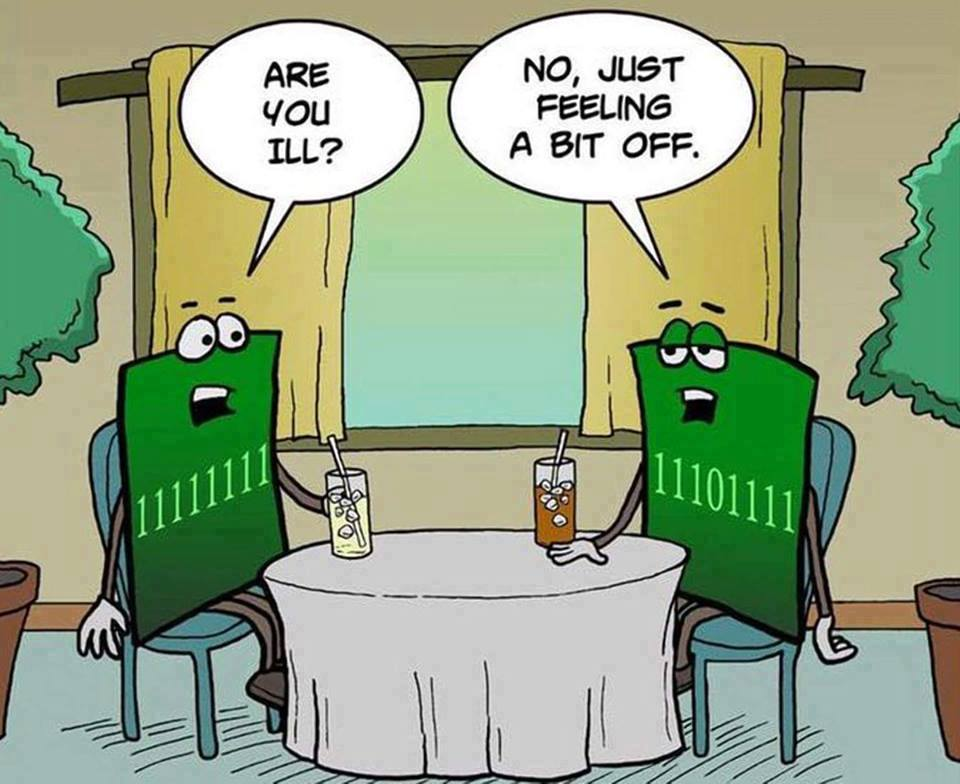 ARE
YOU
ILL?
NO, JUST
FEELING
A BIT OFF.
11111111
11101111